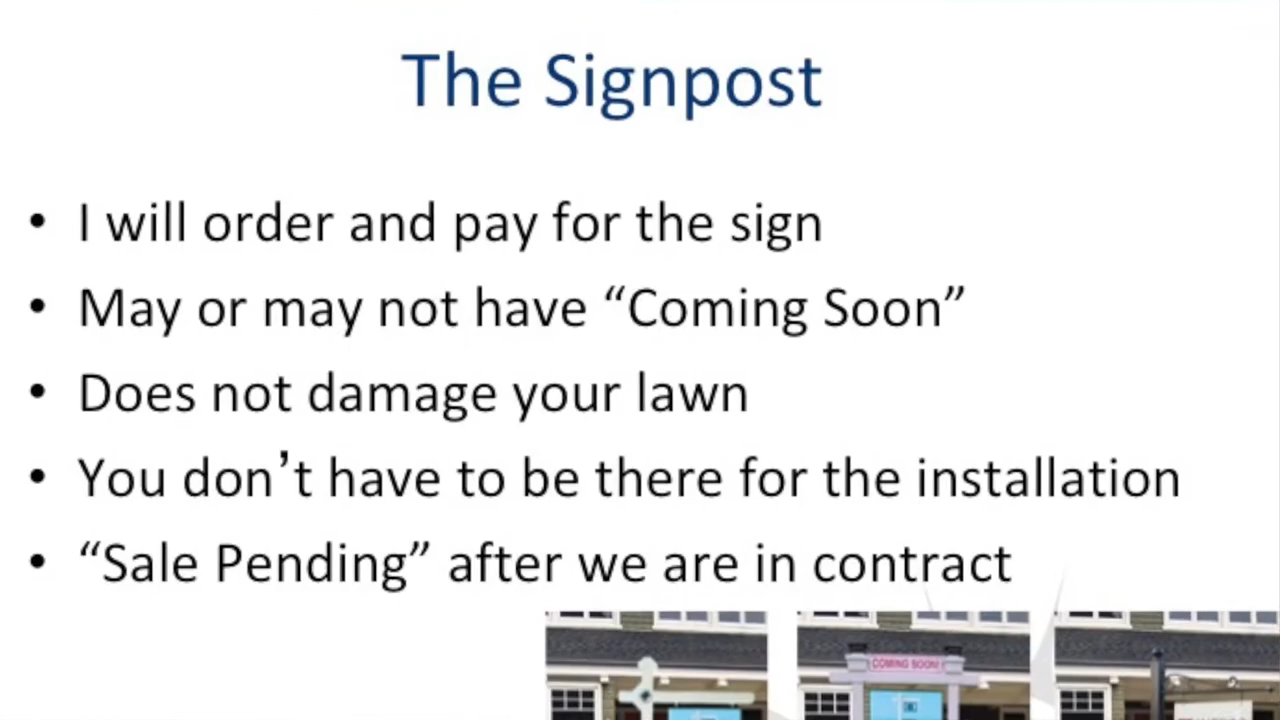 The Signpost
• I will order and pay for the sign
• May or may not have “Coming Soon”
• Does not damage your lawn
• You don’t have to be there for the installation
• “Sale Pending” after we are in contract
COMING SOON!